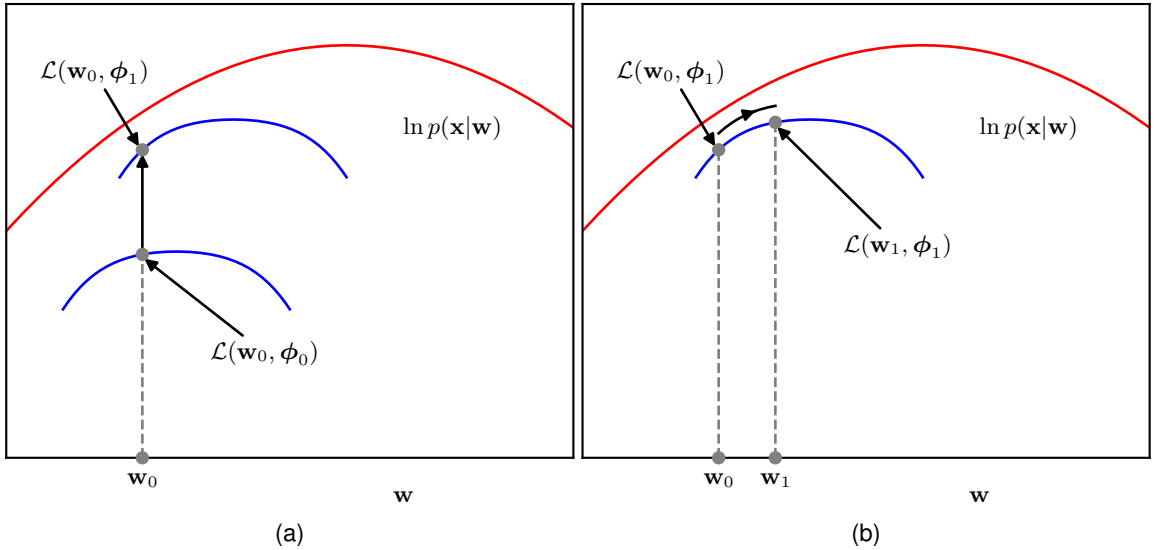 ℒ(𝐰₀, 𝝓₁)
ln p(𝐱|𝐰)
ℒ(𝐰₀, 𝝓₀)
𝐰₀
𝐰
(a)
ℒ(𝐰₀, 𝝓₁)
ln p(𝐱|𝐰)
ℒ(𝐰₁, 𝝓₁)
𝐰₀ 𝐰₁
𝐰
(b)